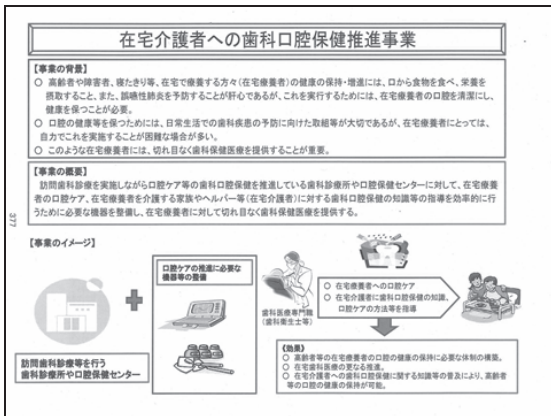 在宅介護者への歯科口腔保健推進事業
【事業の背景】
○ 高齢者や障害者、寝たきり等、在宅で療養する方々(在宅療養者)の健康の保持・増進には、口から食物を食べ、栄養を
摂取すること、また、誤嚥性肺炎を予防することが肝心であるが、これを実行するためには、在宅療養者の口腔を清潔にし、
健康を保つことが必要。
○ 口腔の健康等を保つためには、日常生活での歯科疾患の予防に向けた取組等が大切であるが、在宅療養者にとっては、
自力でこれを実施することが困難な場合が多い。
○ このような在宅療養者には、切れ目なく歯科保健医療を提供することが重要。
【事業の概要】
訪問歯科診療を実施しながら口腔ケア等の歯科口腔保健を推進している歯科診療所や口腔保健センターに対して、在宅療養
者の口腔ケア、在宅療養者を介護する家族やヘルパー等(在宅介護者)に対する歯科口腔保健の知識等の指導を効率的に行
うために必要な機器を整備し、在宅療養者に対して切れ目なく歯科保健医療を提供する。
377
【事業のイメージ】
口腔ケアの推進に必要な
機器等の整備
訪問歯科診療等を行う
歯科診療所や口腔保健センター
歯科医療専門職
(歯科衛生士等)
○ 在宅療養者への口腔ケア
○ 在宅介護者に歯科口腔保健の知識、
口腔ケアの方法等を指導
《効果》
○ 高齢者等の在宅療養者の口腔の健康の保持に必要な体制の構築。
○ 在宅歯科医療の更なる推進。
○ 在宅介護者への口腔保健に関する知識等の普及により、高齢者
等の口腔の健康の保持が可能。